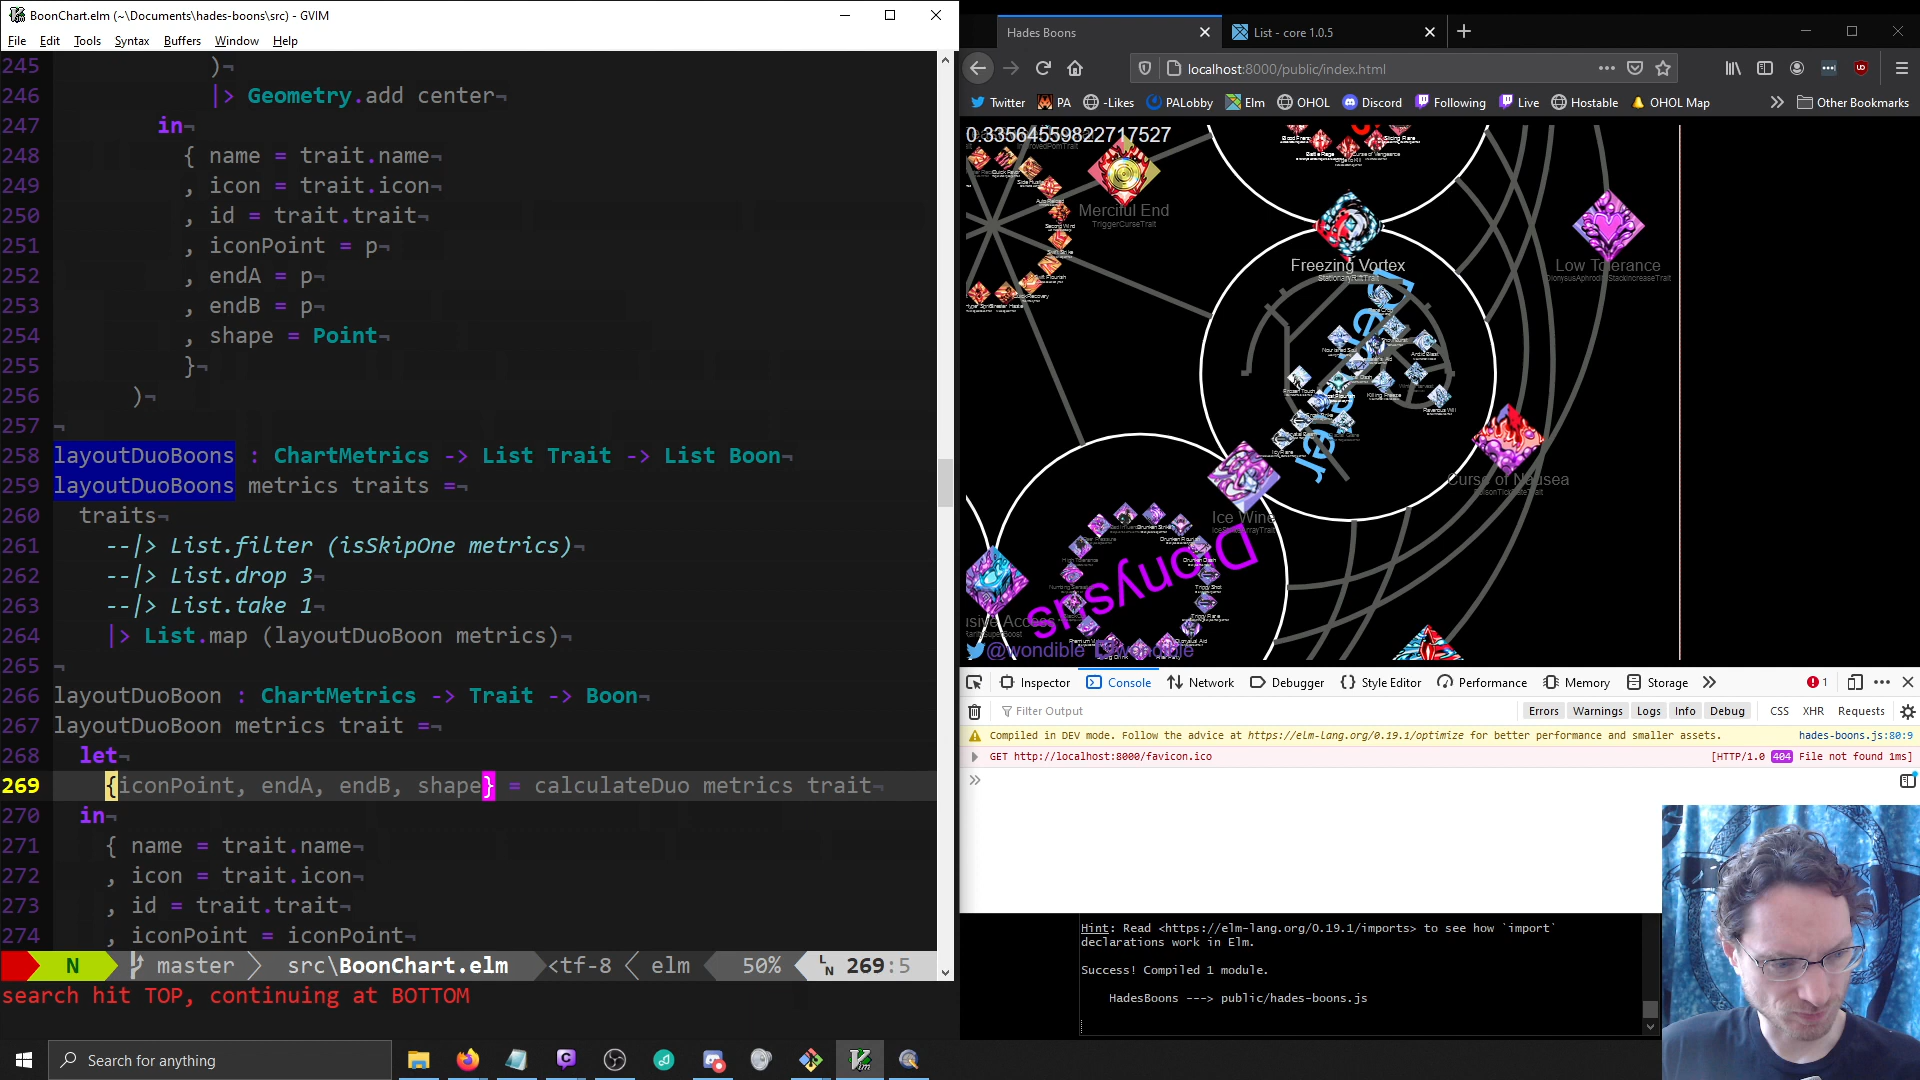 BoonChart.elm (~\Documents\hades-boons\src) - GVIM
File Edit Tools Syntax Buffers Window Help
245 )¬
246 |> Geometry.add center¬
247 in¬
248 { name = trait.name¬
249 , icon = trait.icon¬
250 , id = trait.trait¬
251 , iconPoint = p¬
252 , endA = p¬
253 , endB = p¬
254 , shape = Point¬
255 }¬
256 )¬
257 ¬
258 layoutDuoBoons : ChartMetrics -> List Trait -> List Boon¬
259 layoutDuoBoons metrics traits =¬
260 traits¬
261 --|> List.filter (isSkipOne metrics)¬
262 --|> List.drop 3¬
263 --|> List.take 1¬
264 |> List.map (layoutDuoBoon metrics)¬
265 ¬
266 layoutDuoBoon : ChartMetrics -> Trait -> Boon¬
267 layoutDuoBoon metrics trait =¬
268 let¬
269 {iconPoint, endA, endB, shape} = calculateDuo metrics trait¬
270 in¬
271 { name = trait.name¬
272 , icon = trait.icon¬
273 , id = trait.trait¬
274 , iconPoint = iconPoint¬
N master src\BoonChart.elm <tf-8 elm 50% LN 269:5
search hit TOP, continuing at BOTTOM
Search for anything
Hades Boons
List - core 1.0.5
localhost:8000/public/index.html
Twitter PA -Likes PALobby Elm OHOL Discord Following Live Hostable OHOL Map Other Bookmarks
0.33564559822717527
Merciful End
TriggerCurseTrait
Freezing Vortex
StationaryRiftTrait
Low Tolerance
DionysusAphroditeStackIncreaseTrait
Demeter
Curse of Nausea
PoisonTickRateTrait
Ice Wine
IceStrikeArrayTrait
Dionysus
@wondible
Inspector Console Network Debugger Style Editor Performance Memory Storage 1
Filter Output
Errors Warnings Logs Info Debug CSS XHR Requests
Compiled in DEV mode. Follow the advice at https://elm-lang.org/0.19.1/optimize for better performance and smaller assets. hades-boons.js:80:9
GET http://localhost:8000/favicon.ico [HTTP/1.0 404 File not found 1ms]
Hint: Read <https://elm-lang.org/0.19.1/imports> to see how `import`
declarations work in Elm.
Success! Compiled 1 module.
HadesBoons ---> public/hades-boons.js